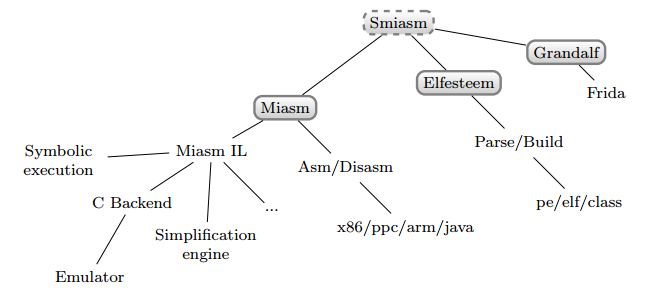 Smiasm
Grandalf
Elfesteem
Frida
Miasm
Parse/Build
Symbolic
execution
Miasm IL
Asm/Disasm
C Backend
...
pe/elf/class
x86/ppc/arm/java
Simplification
engine
Emulator